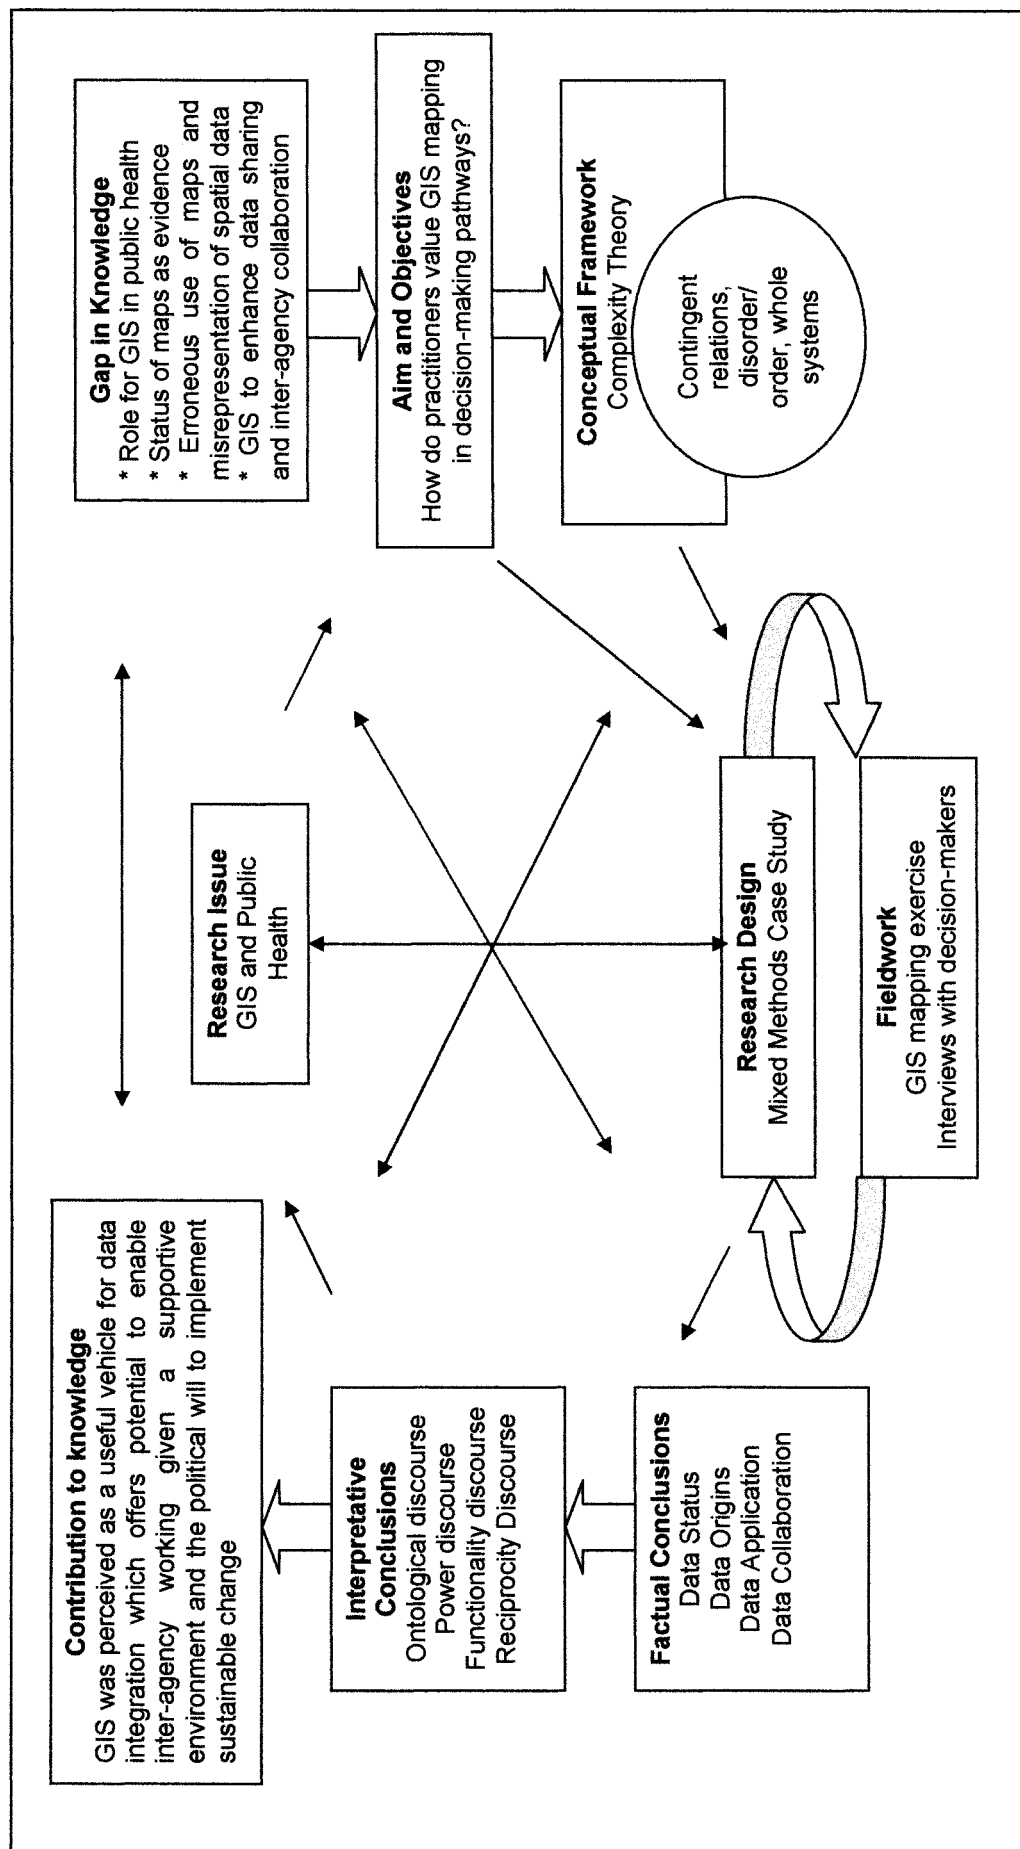 Contribution to knowledge
GIS was perceived as a useful vehicle for data
integration which offers potential to enable
inter-agency working given a supportive
environment and the political will to implement
sustainable change
Interpretative
Conclusions
Ontological discourse
Power discourse
Functionality discourse
Reciprocity Discourse
Factual Conclusions
Data Status
Data Origins
Data Application
Data Collaboration
Research Issue
GIS and Public
Health
Research Design
Mixed Methods Case Study
Fieldwork
GIS mapping exercise
Interviews with decision-makers
Gap in Knowledge
* Role for GIS in public health
* Status of maps as evidence
* Erroneous use of maps and
misrepresentation of spatial data
* GIS to enhance data sharing
and inter-agency collaboration
Aim and Objectives
How do practitioners value GIS mapping
in decision-making pathways?
Conceptual Framework
Complexity Theory
Contingent
relations,
disorder/
order, whole
systems